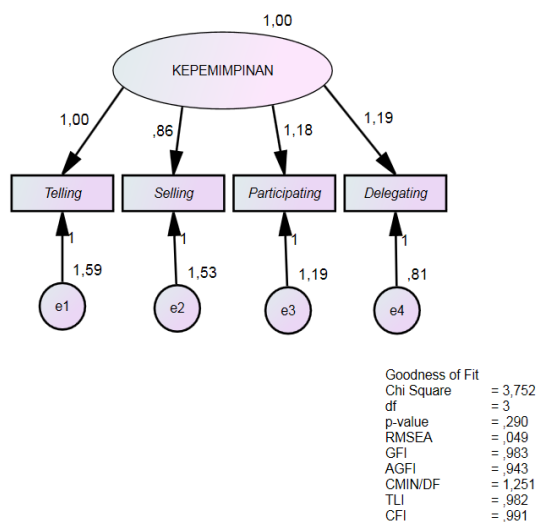 1,00
KEPEMIMPINAN
1,00
,86
1,18
1,19
Telling
Selling
Participating
Delegating
1
1
1
1
1,59
1,53
1,19
,81
e1
e2
e3
e4
Goodness of Fit
Chi Square = 3,752
df = 3
p-value = ,290
RMSEA = ,049
GFI = ,983
AGFI = ,943
CMIN/DF = 1,251
TLI = ,982
CFI = ,991